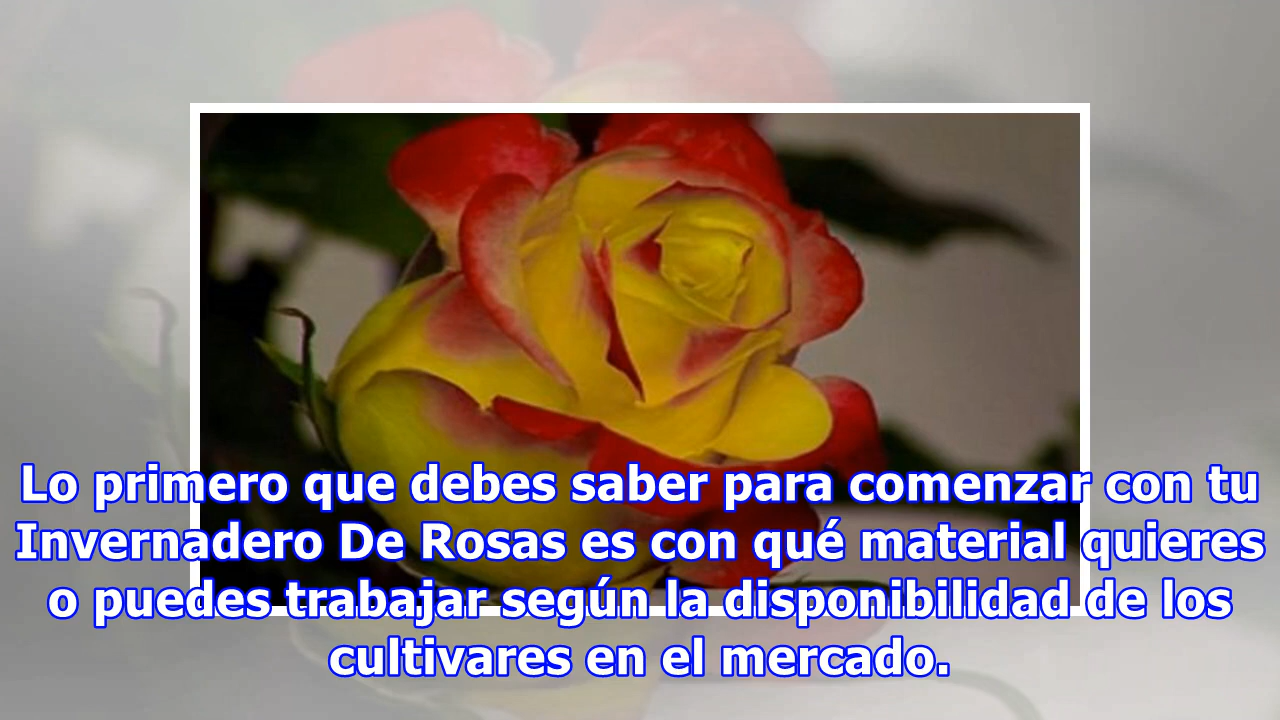 Lo primero que debes saber para comenzar con tu
Invernadero De Rosas es con qué material quieres
o puedes trabajar según la disponibilidad de los
cultivares en el mercado.